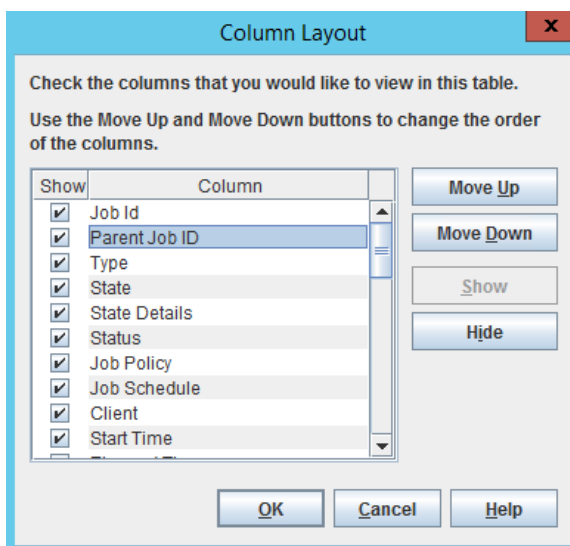 Column Layout
x
Check the columns that you would like to view in this table.
Use the Move Up and Move Down buttons to change the order
of the columns.
Show Column
Job Id
Parent Job ID
Type
State
State Details
Status
Job Policy
Job Schedule
Client
Start Time
Move Up
Move Down
Show
Hide
OK Cancel Help